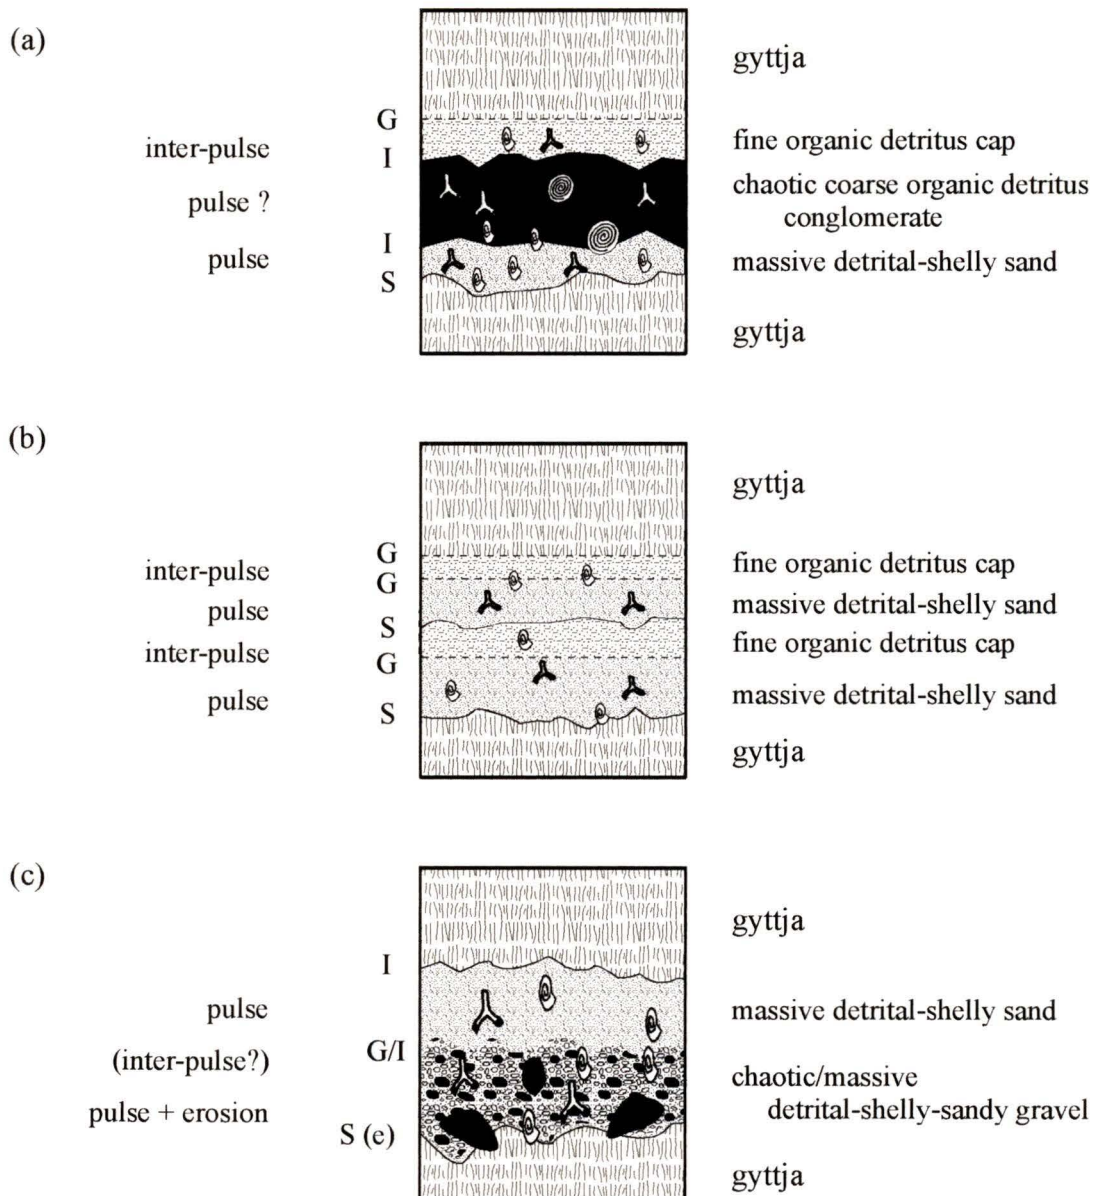 (a)
gyttja
G
inter-pulse
I
fine organic detritus cap
pulse ?
chaotic coarse organic detritus
conglomerate
I
pulse
massive detrital-shelly sand
S
gyttja
(b)
gyttja
G
inter-pulse
fine organic detritus cap
G
pulse
massive detrital-shelly sand
S
inter-pulse
fine organic detritus cap
G
pulse
massive detrital-shelly sand
S
gyttja
(c)
gyttja
I
pulse
massive detrital-shelly sand
G/I
(inter-pulse?)
chaotic/massive
detrital-shelly-sandy gravel
pulse + erosion
S (e)
gyttja